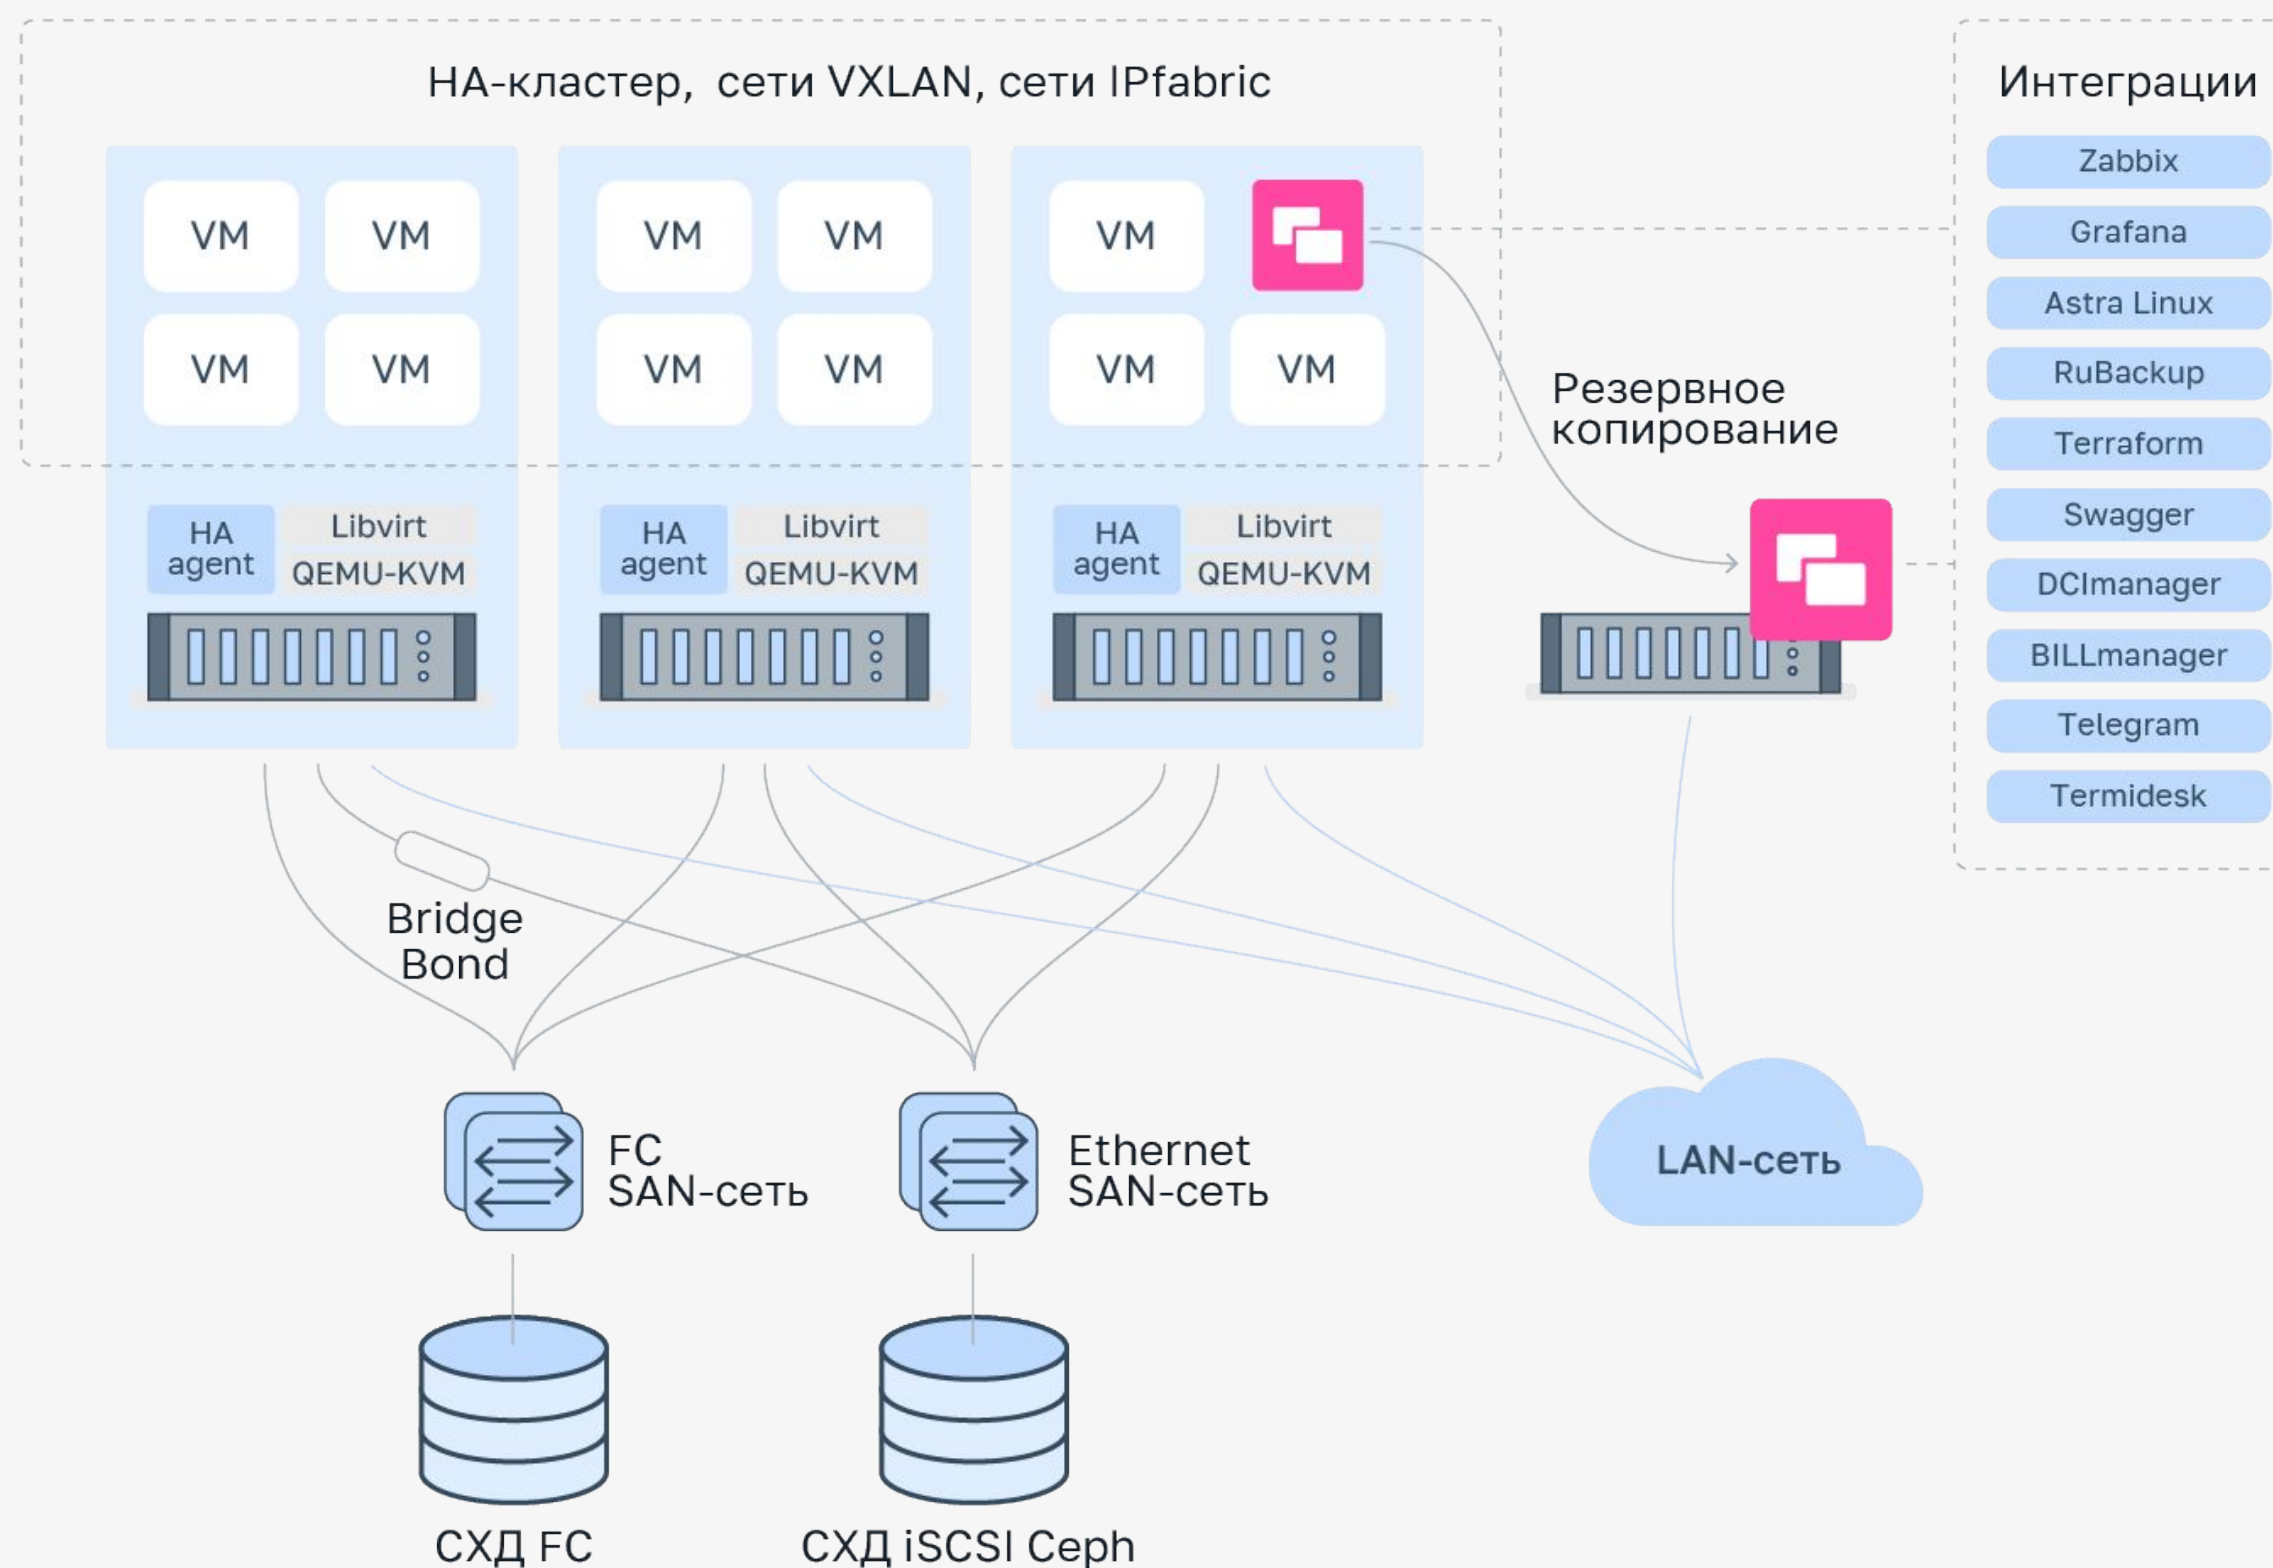 НА-кластер, сети VXLAN, сети IPfabric
VM
VM
VM
VM
VM
VM
VM
VM
VM
VM
VM
HA
agent
Libvirt
QEMU-KVM
HA
agent
Libvirt
QEMU-KVM
HA
agent
Libvirt
QEMU-KVM
Резервное
копирование
Интеграции
Zabbix
Grafana
Astra Linux
RuBackup
Terraform
Swagger
DCImanager
BILLmanager
Telegram
Termidesk
Bridge
Bond
FC
SAN-сеть
Ethernet
SAN-сеть
LAN-сеть
СХД FC
СХД iSCSI Ceph